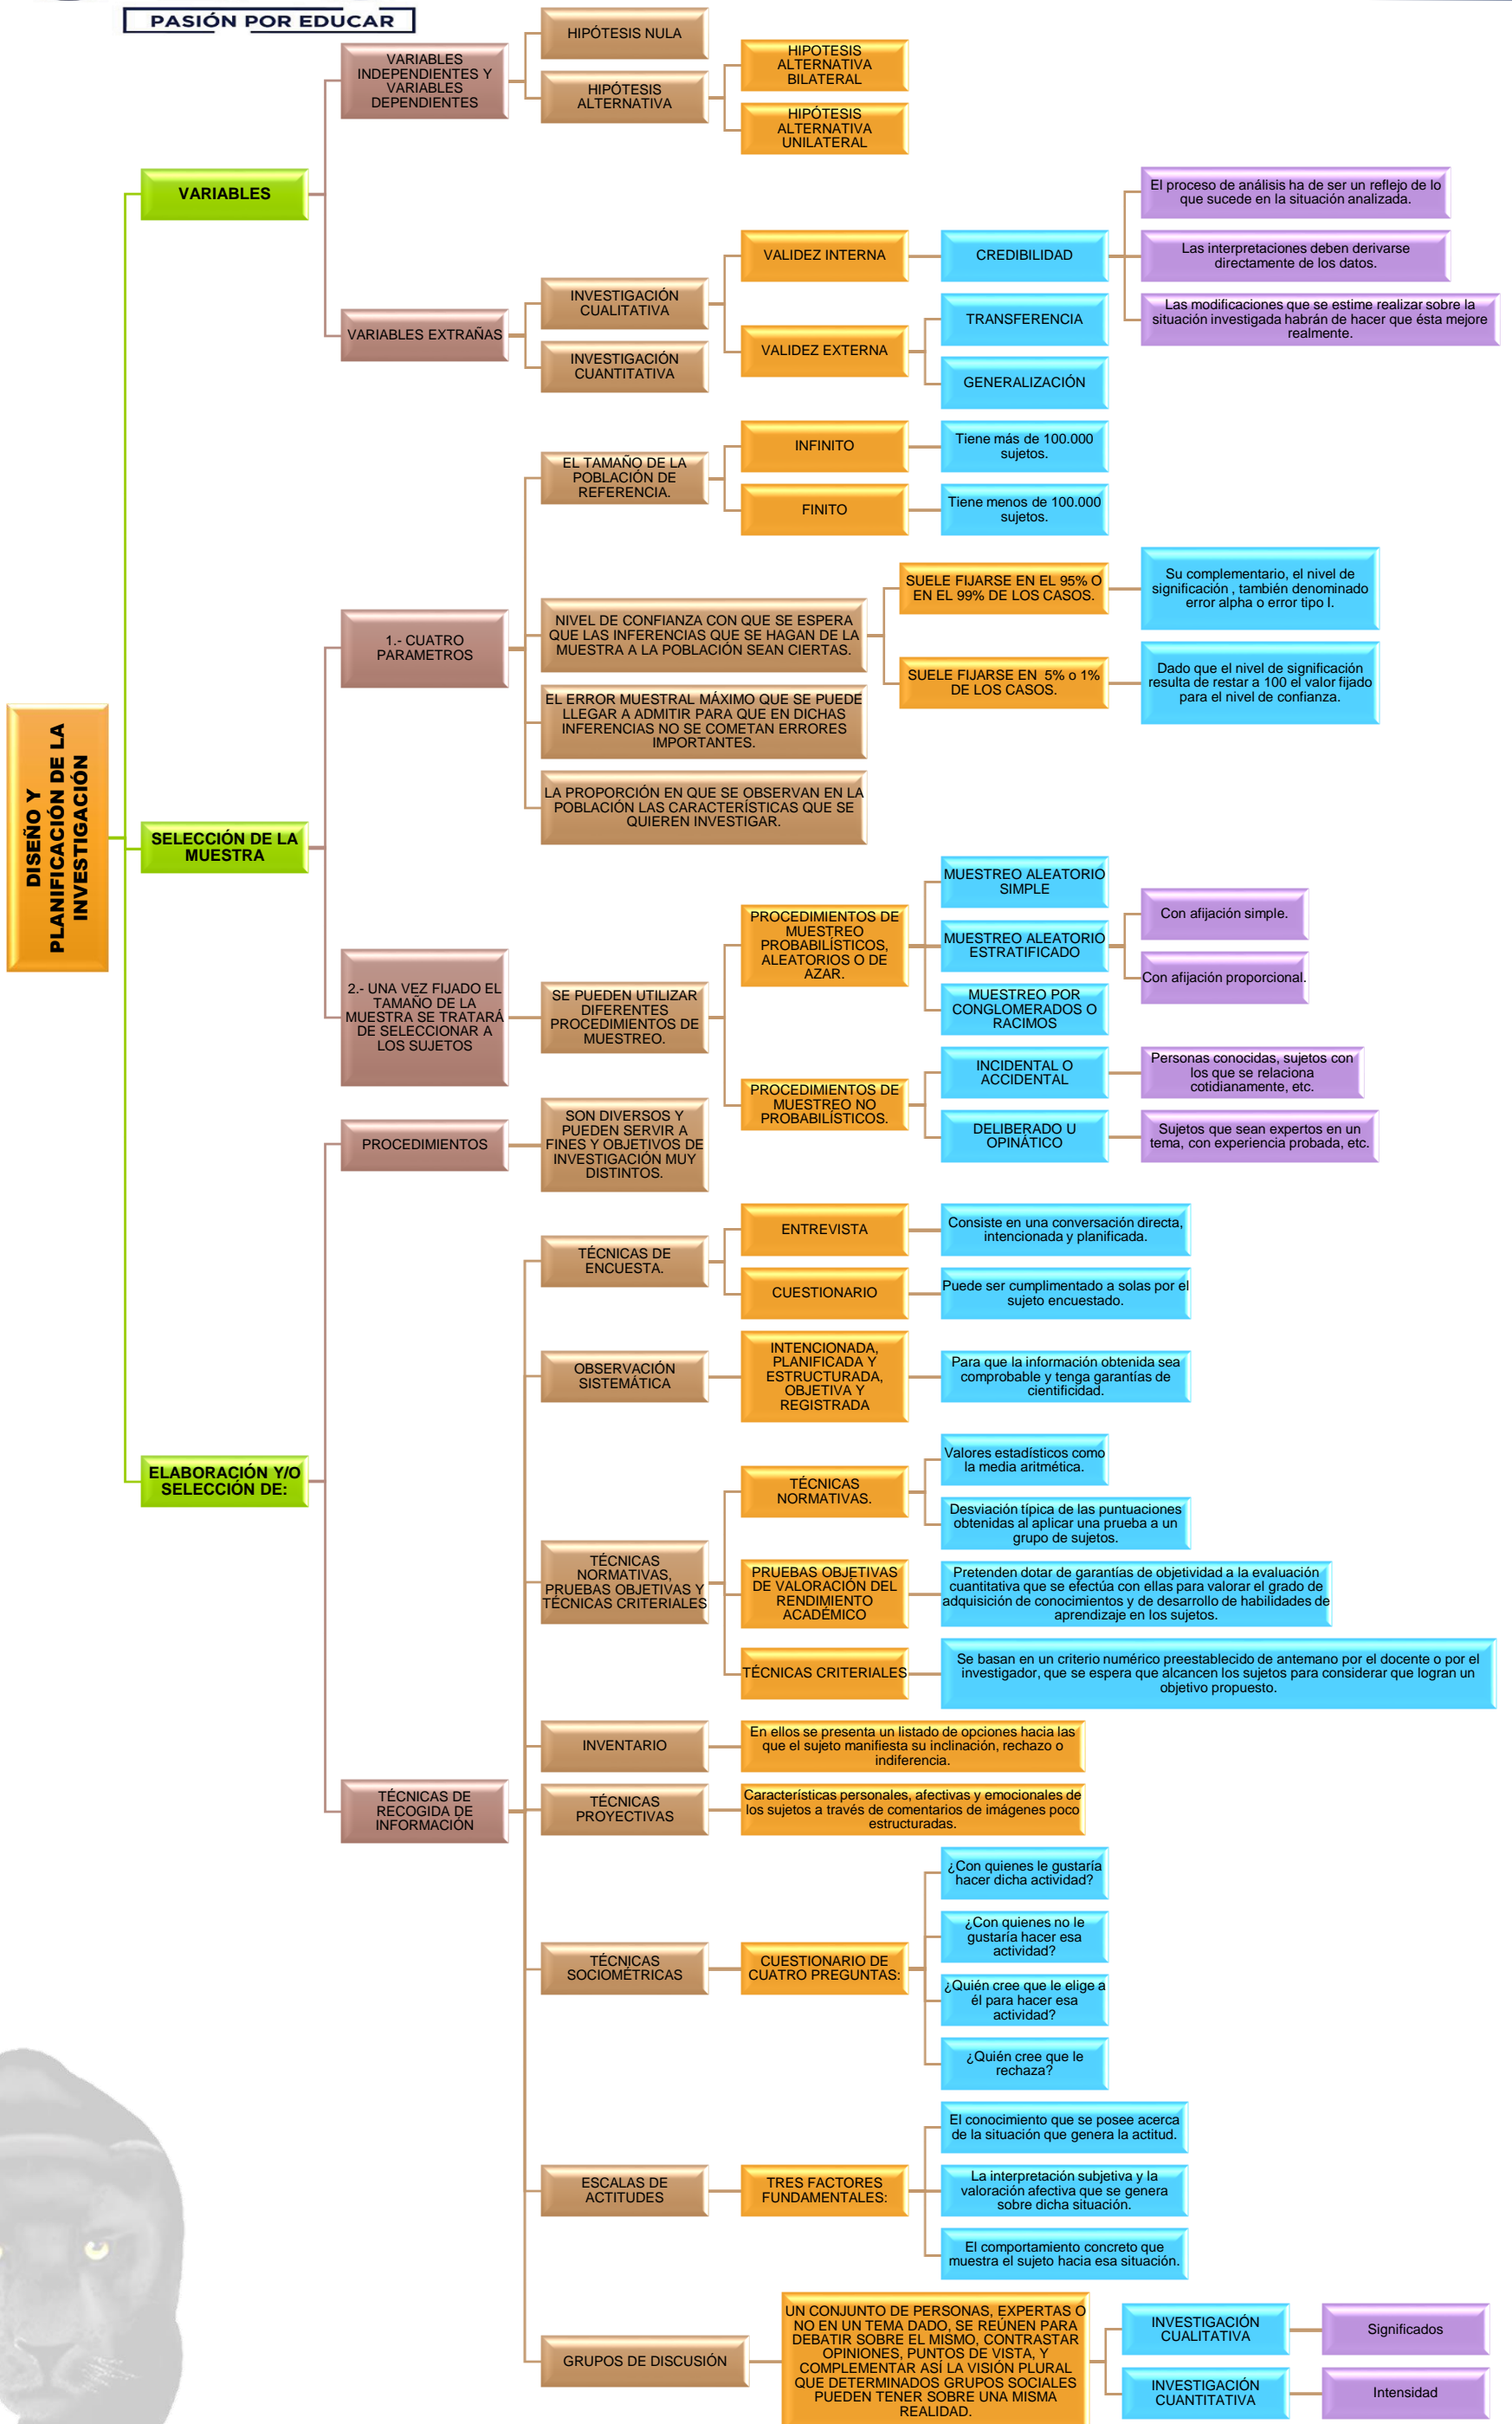 PASIÓN POR EDUCAR
DISEÑO Y
PLANIFICACIÓN DE LA
INVESTIGACIÓN
VARIABLES
VARIABLES
INDEPENDIENTES Y
VARIABLES
DEPENDIENTES
HIPÓTESIS NULA
HIPÓTESIS
ALTERNATIVA
HIPOTESIS
ALTERNATIVA
BILATERAL
HIPÓTESIS
ALTERNATIVA
UNILATERAL
VARIABLES EXTRAÑAS
INVESTIGACIÓN
CUALITATIVA
VALIDEZ INTERNA
CREDIBILIDAD
El proceso de análisis ha de ser un reflejo de lo
que sucede en la situación analizada.
Las interpretaciones deben derivarse
directamente de los datos.
Las modificaciones que se estime realizar sobre la
situación investigada habrán de hacer que ésta mejore
realmente.
VALIDEZ EXTERNA
TRANSFERENCIA
GENERALIZACIÓN
INVESTIGACIÓN
CUANTITATIVA
SELECCIÓN DE LA
MUESTRA
1.- CUATRO
PARAMETROS
EL TAMAÑO DE LA
POBLACIÓN DE
REFERENCIA.
INFINITO
Tiene más de 100.000
sujetos.
FINITO
Tiene menos de 100.000
sujetos.
NIVEL DE CONFIANZA CON QUE SE ESPERA
QUE LAS INFERENCIAS QUE SE HAGAN DE LA
MUESTRA A LA POBLACIÓN SEAN CIERTAS.
SUELE FIJARSE EN EL 95% O
EN EL 99% DE LOS CASOS.
Su complementario, el nivel de
significación , también denominado
error alpha o error tipo I.
SUELE FIJARSE EN 5% o 1%
DE LOS CASOS.
Dado que el nivel de significación
resulta de restar a 100 el valor fijado
para el nivel de confianza.
EL ERROR MUESTRAL MÁXIMO QUE SE PUEDE
LLEGAR A ADMITIR PARA QUE EN DICHAS
INFERENCIAS NO SE COMETAN ERRORES
IMPORTANTES.
LA PROPORCIÓN EN QUE SE OBSERVAN EN LA
POBLACIÓN LAS CARACTERÍSTICAS QUE SE
QUIEREN INVESTIGAR.
2.- UNA VEZ FIJADO EL
TAMAÑO DE LA
MUESTRA SE TRATARÁ
DE SELECCIONAR A
LOS SUJETOS
SE PUEDEN UTILIZAR
DIFERENTES
PROCEDIMIENTOS DE
MUESTREO.
PROCEDIMIENTOS DE
MUESTREO
PROBABILÍSTICOS,
ALEATORIOS O DE
AZAR.
MUESTREO ALEATORIO
SIMPLE
MUESTREO ALEATORIO
ESTRATIFICADO
Con afijación simple.
Con afijación proporcional.
MUESTREO POR
CONGLOMERADOS O
RACIMOS
PROCEDIMIENTOS DE
MUESTREO NO
PROBABILÍSTICOS.
INCIDENTAL O
ACCIDENTAL
Personas conocidas, sujetos con
los que se relaciona
cotidianamente, etc.
DELIBERADO U
OPINÁTICO
Sujetos que sean expertos en un
tema, con experiencia probada, etc.
ELABORACIÓN Y/O
SELECCIÓN DE:
PROCEDIMIENTOS
SON DIVERSOS Y
PUEDEN SERVIR A
FINES Y OBJETIVOS DE
INVESTIGACIÓN MUY
DISTINTOS.
TÉCNICAS DE
RECOGIDA DE
INFORMACIÓN
TÉCNICAS DE
ENCUESTA.
ENTREVISTA
Consiste en una conversación directa,
intencionada y planificada.
CUESTIONARIO
Puede ser cumplimentado a solas por el
sujeto encuestado.
OBSERVACIÓN
SISTEMÁTICA
INTENCIONADA,
PLANIFICADA Y
ESTRUCTURADA,
OBJETIVA Y
REGISTRADA
Para que la información obtenida sea
comprobable y tenga garantías de
cientificidad.
TÉCNICAS
NORMATIVAS,
PRUEBAS OBJETIVAS Y
TÉCNICAS CRITERIALES
TÉCNICAS
NORMATIVAS.
Valores estadísticos como
la media aritmética.
Desviación típica de las puntuaciones
obtenidas al aplicar una prueba a un
grupo de sujetos.
PRUEBAS OBJETIVAS
DE VALORACIÓN DEL
RENDIMIENTO
ACADÉMICO
Pretenden dotar de garantías de objetividad a la evaluación
cuantitativa que se efectúa con ellas para valorar el grado de
adquisición de conocimientos y de desarrollo de habilidades de
aprendizaje en los sujetos.
TÉCNICAS CRITERIALES
Se basan en un criterio numérico preestablecido de antemano por el docente o por el
investigador, que se espera que alcancen los sujetos para considerar que logran un
objetivo propuesto.
INVENTARIO
En ellos se presenta un listado de opciones hacia las
que el sujeto manifiesta su inclinación, rechazo o
indiferencia.
TÉCNICAS
PROYECTIVAS
Características personales, afectivas y emocionales de
los sujetos a través de comentarios de imágenes poco
estructuradas.
TÉCNICAS
SOCIOMÉTRICAS
CUESTIONARIO DE
CUATRO PREGUNTAS:
¿Con quienes le gustaría
hacer dicha actividad?
¿Con quienes no le
gustaría hacer esa
actividad?
¿Quién cree que le elige a
él para hacer esa
actividad?
¿Quién cree que le
rechaza?
ESCALAS DE
ACTITUDES
TRES FACTORES
FUNDAMENTALES:
El conocimiento que se posee acerca
de la situación que genera la actitud.
La interpretación subjetiva y la
valoración afectiva que se genera
sobre dicha situación.
El comportamiento concreto que
muestra el sujeto hacia esa situación.
GRUPOS DE DISCUSIÓN
UN CONJUNTO DE PERSONAS, EXPERTAS O
NO EN UN TEMA DADO, SE REÚNEN PARA
DEBATIR SOBRE EL MISMO, CONTRASTAR
OPINIONES, PUNTOS DE VISTA, Y
COMPLEMENTAR ASÍ LA VISIÓN PLURAL
QUE DETERMINADOS GRUPOS SOCIALES
PUEDEN TENER SOBRE UNA MISMA
REALIDAD.
INVESTIGACIÓN
CUALITATIVA
Significados
INVESTIGACIÓN
CUANTITATIVA
Intensidad